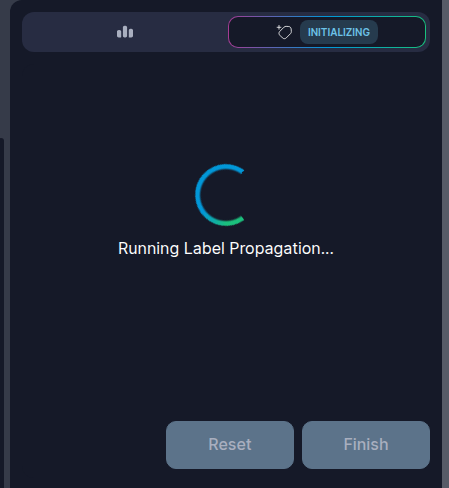 INITIALIZING
Running Label Propagation...
Reset
Finish